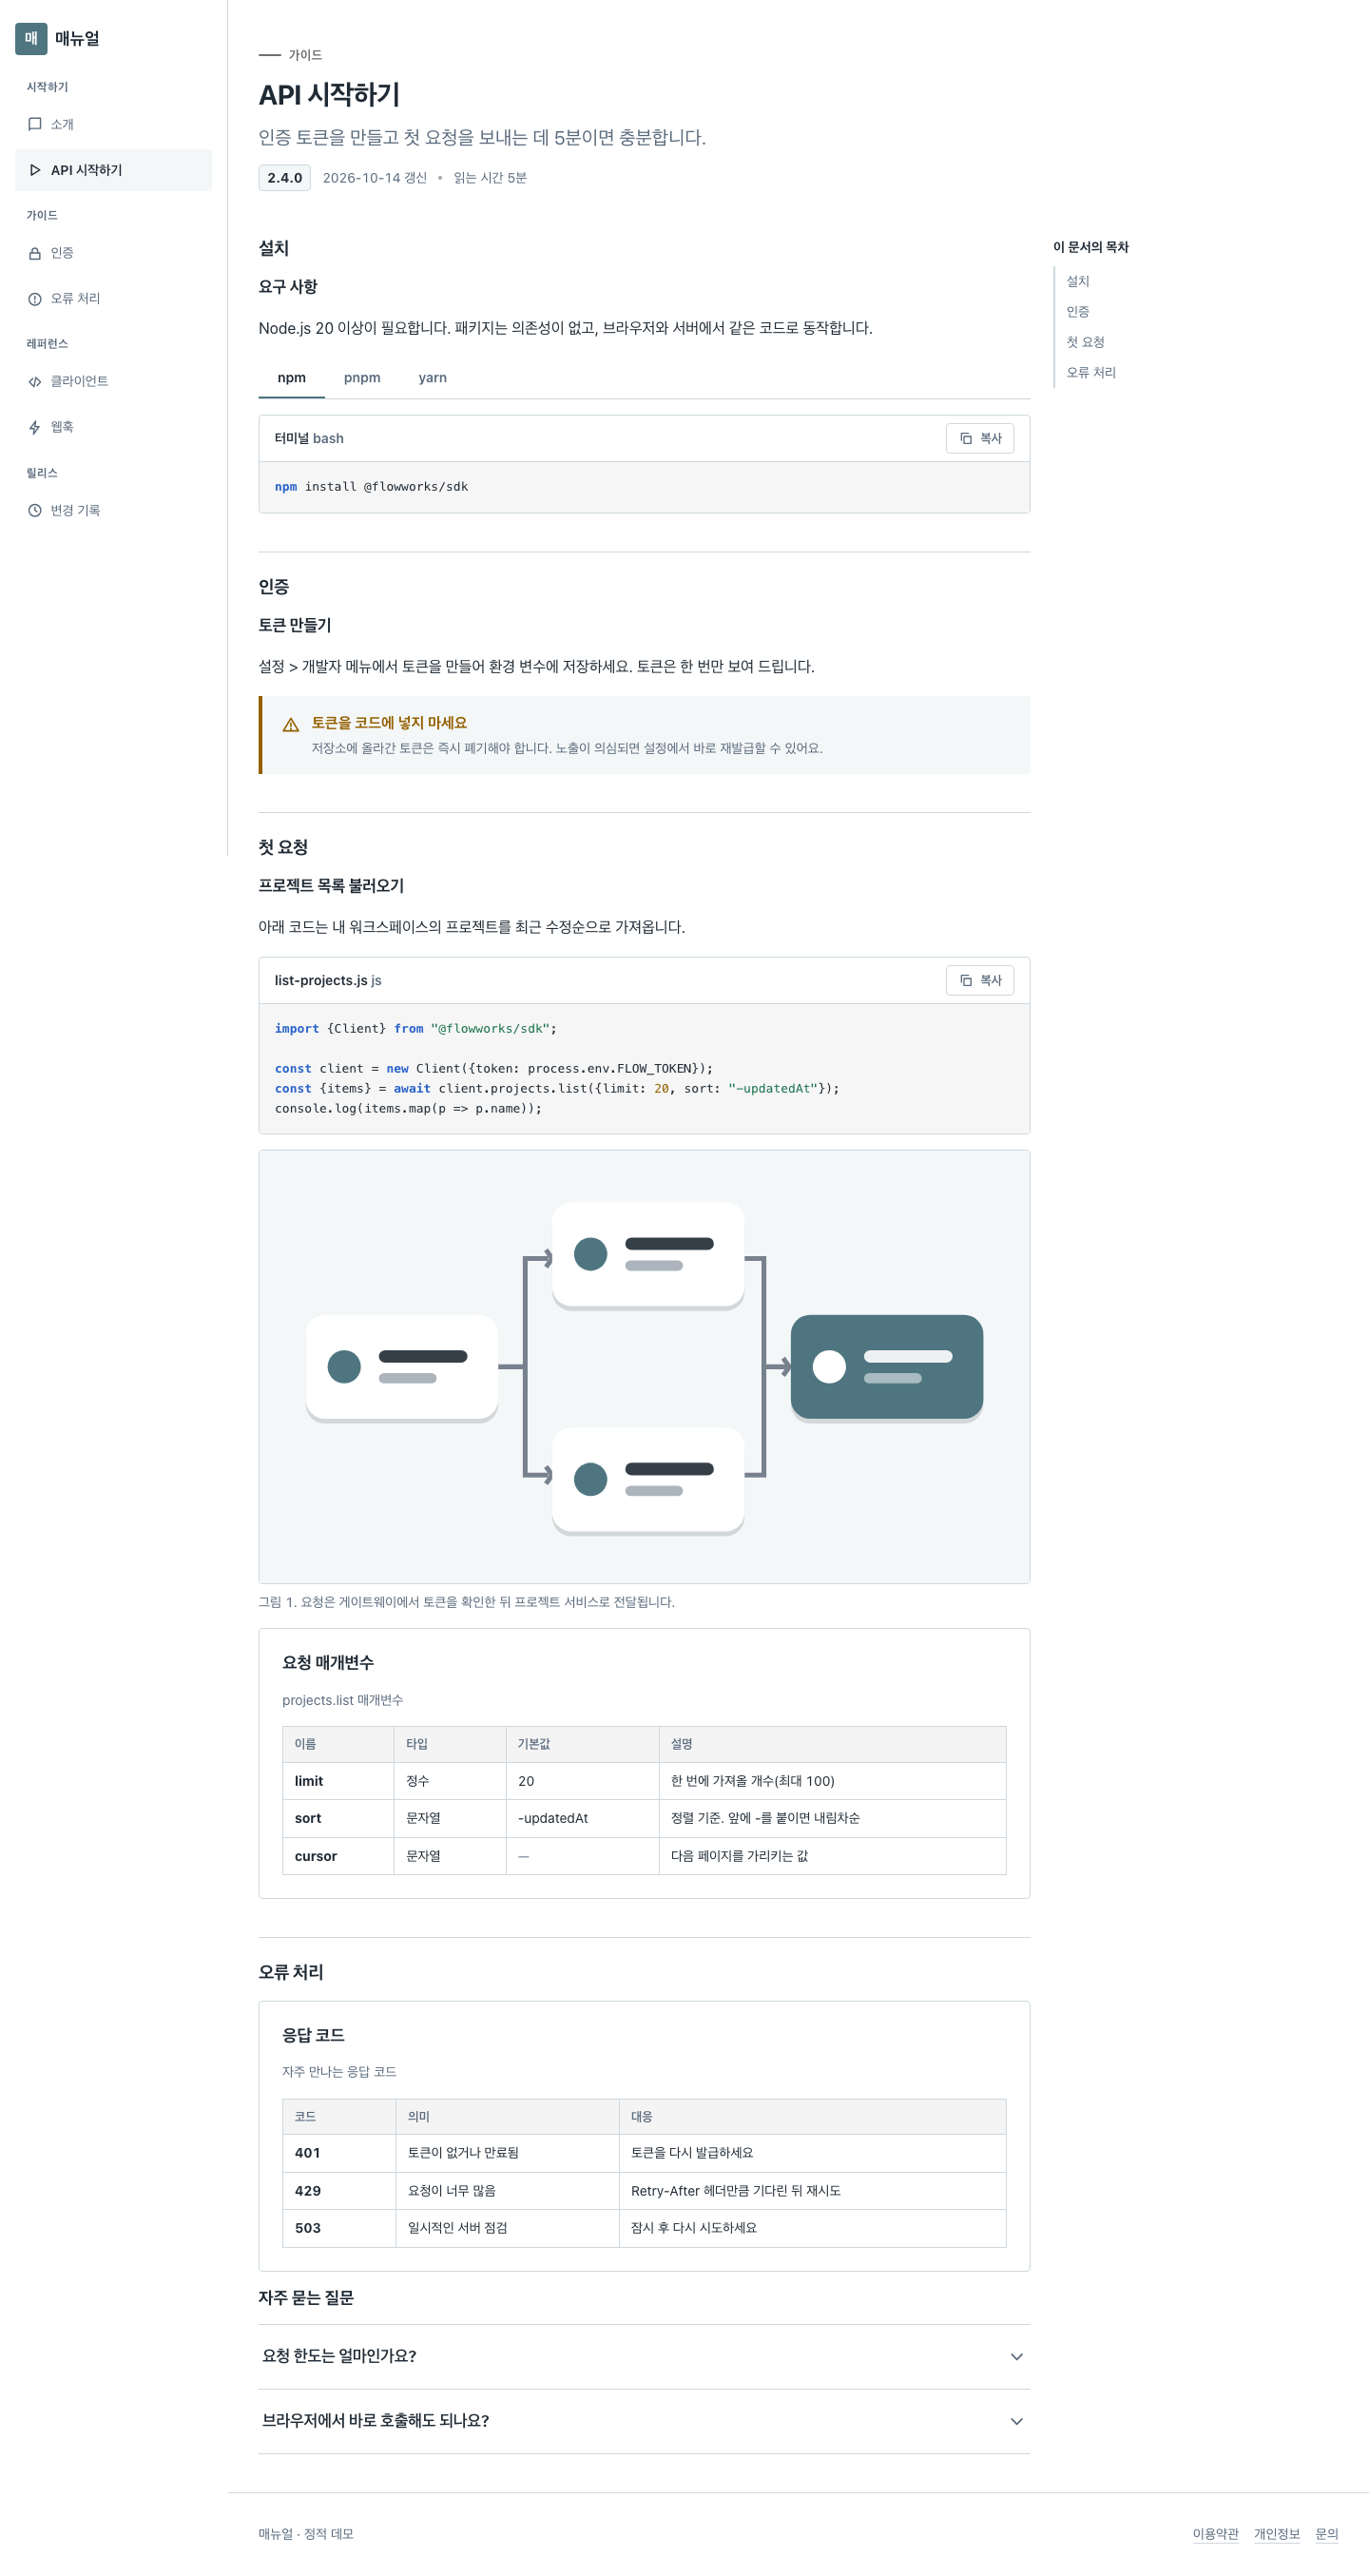 매 매뉴얼
시작하기
소개
API 시작하기
가이드
인증
오류 처리
레퍼런스
클라이언트
웹훅
릴리스
변경 기록
가이드
API 시작하기
인증 토큰을 만들고 첫 요청을 보내는 데 5분이면 충분합니다.
2.4.0 2026-10-14 갱신 • 읽는 시간 5분
설치
요구 사항
Node.js 20 이상이 필요합니다. 패키지는 의존성이 없고, 브라우저와 서버에서 같은 코드로 동작합니다.
npm pnpm yarn
터미널 bash 복사
npm install @flowworks/sdk
인증
토큰 만들기
설정 > 개발자 메뉴에서 토큰을 만들어 환경 변수에 저장하세요. 토큰은 한 번만 보여 드립니다.
토큰을 코드에 넣지 마세요
저장소에 올라간 토큰은 즉시 폐기해야 합니다. 노출이 의심되면 설정에서 바로 재발급할 수 있어요.
첫 요청
프로젝트 목록 불러오기
아래 코드는 내 워크스페이스의 프로젝트를 최근 수정순으로 가져옵니다.
list-projects.js js 복사
import {Client} from "@flowworks/sdk";
const client = new Client({token: process.env.FLOW_TOKEN});
const {items} = await client.projects.list({limit: 20, sort: "-updatedAt"});
console.log(items.map(p => p.name));
그림 1. 요청은 게이트웨이에서 토큰을 확인한 뒤 프로젝트 서비스로 전달됩니다.
요청 매개변수
projects.list 매개변수
이름 타입 기본값 설명
limit 정수 20 한 번에 가져올 개수(최대 100)
sort 문자열 -updatedAt 정렬 기준. 앞에 -를 붙이면 내림차순
cursor 문자열 — 다음 페이지를 가리키는 값
오류 처리
응답 코드
자주 만나는 응답 코드
코드 의미 대응
401 토큰이 없거나 만료됨 토큰을 다시 발급하세요
429 요청이 너무 많음 Retry-After 헤더만큼 기다린 뒤 재시도
503 일시적인 서버 점검 잠시 후 다시 시도하세요
자주 묻는 질문
요청 한도는 얼마인가요?
브라우저에서 바로 호출해도 되나요?
이 문서의 목차
설치
인증
첫 요청
오류 처리
매뉴얼 · 정적 데모 이용약관 개인정보 문의